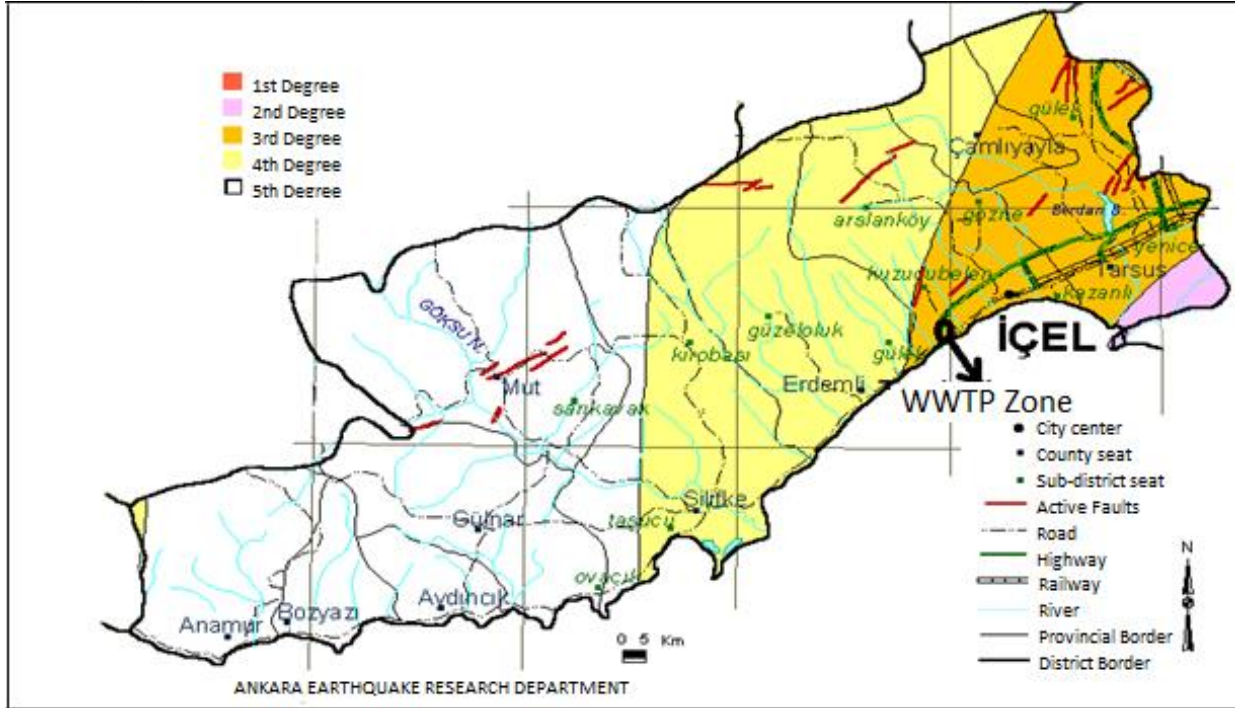 1st Degree
2nd Degree
3rd Degree
4th Degree
5th Degree
gülek
Çamlıyayla
arslanköy
gözne
Berdan B.
yenice
Tarsus
kuzucubelen
kazanlı
GÖKSU N.
güzeloluk
kırobası
gülek
İÇEL
Mut
Erdemli
sarıkavak
WWTP Zone
City center
County seat
Sub-district seat
Active Faults
Road
Highway
Railway
River
Provincial Border
District Border
N
Silifke
taşucu
Gülnar
ovacık
Aydıncık
Bozyazı
Anamur
0 5 Km
ANKARA EARTHQUAKE RESEARCH DEPARTMENT